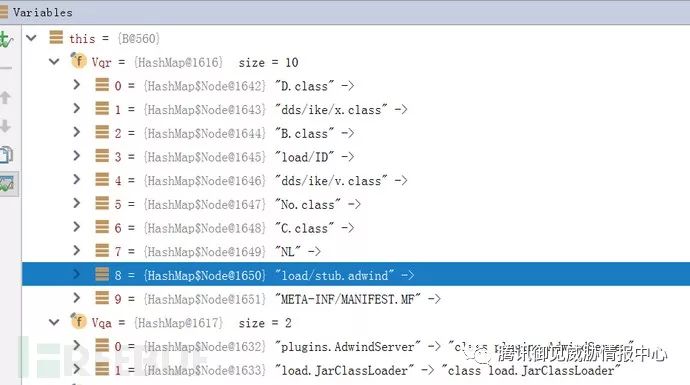 Variables
this = {B@560}
f Vqr = {HashMap@1616} size = 10
0 = {HashMap$Node@1642} "D.class" ->
1 = {HashMap$Node@1643} "dds/ike/x.class" ->
2 = {HashMap$Node@1644} "B.class" ->
3 = {HashMap$Node@1645} "load/ID" ->
4 = {HashMap$Node@1646} "dds/ike/v.class" ->
5 = {HashMap$Node@1647} "No.class" ->
6 = {HashMap$Node@1648} "C.class" ->
7 = {HashMap$Node@1649} "NL" ->
8 = {HashMap$Node@1650} "load/stub.adwind" ->
9 = {HashMap$Node@1651} "META-INF/MANIFEST.MF" ->
f Vqa = {HashMap@1617} size = 2
0 = {HashMap$Node@1632} "plugins.AdwindServer" -> "class plugins.AdwindServer"
1 = {HashMap$Node@1633} "load.JarClassLoader" -> "class load.JarClassLoader"
腾讯御见威胁情报中心